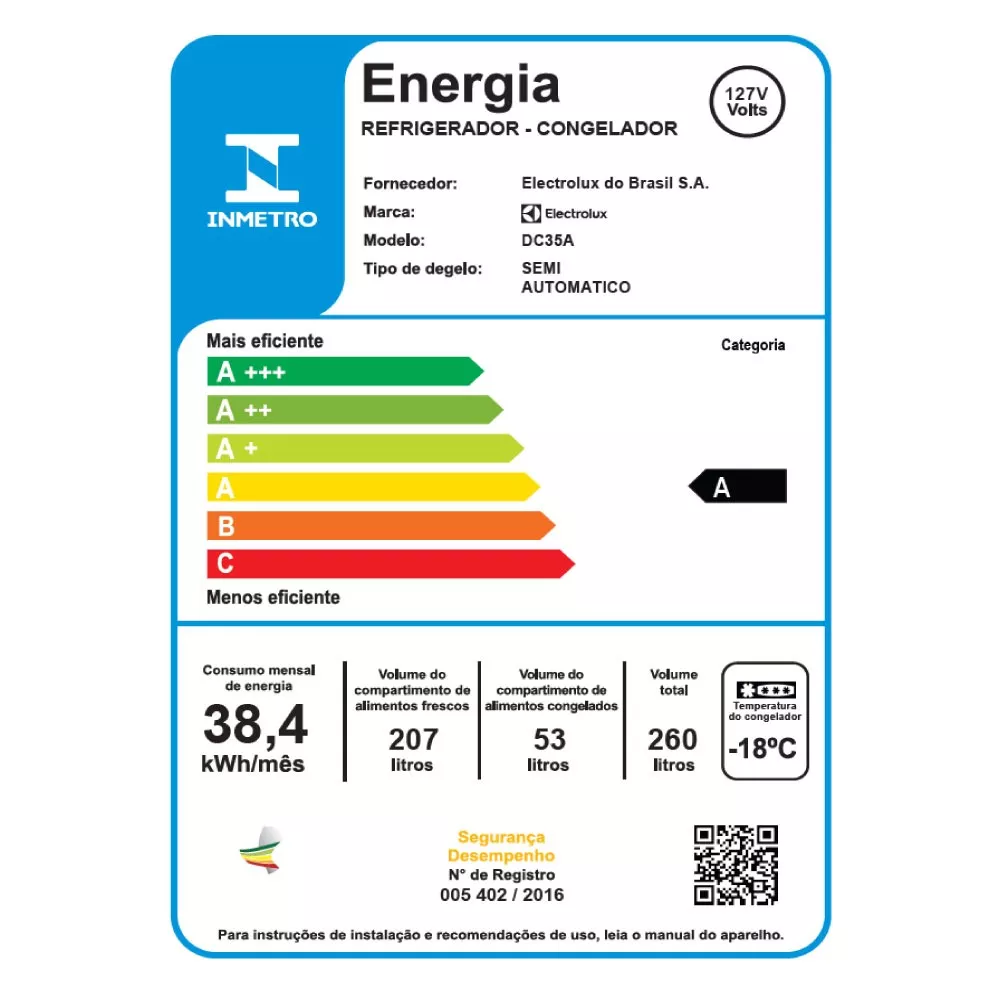 Energia
REFRIGERADOR - CONGELADOR
127V
Volts
INMETRO
Fornecedor: Electrolux do Brasil S.A.
Marca: Electrolux
Modelo: DC35A
Tipo de degelo: SEMI
AUTOMATICO
Mais eficiente
Categoria
A +++
A ++
A +
A
A
B
C
Menos eficiente
Consumo mensal
de energia
38,4
kWh/mês
Volume do
compartimento de
alimentos frescos
207
litros
Volume do
compartimento de
alimentos congelados
53
litros
Volume
total
260
litros
Temperatura
do congelador
-18ºC
Segurança
Desempenho
N° de Registro
005 402 / 2016
Para instruções de instalação e recomendações de uso, leia o manual do aparelho.